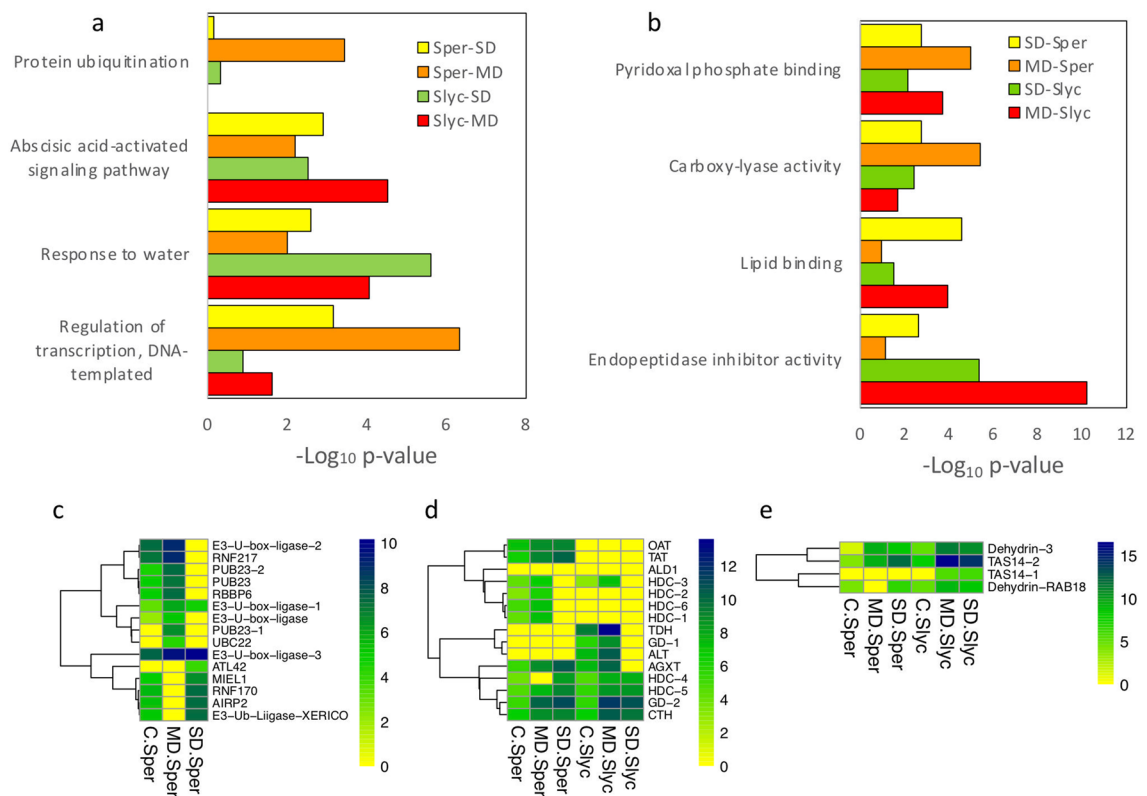 a
Protein ubiquitination
Abscisic acid-activated
signaling pathway
Response to water
Regulation of
transcription, DNA-
templated
Sper-SD
Sper-MD
Slyc-SD
Slyc-MD
0 2 4 6 8
-Log10 p-value
b
Pyridoxal phosphate binding
Carboxy-lyase activity
Lipid binding
Endopeptidase inhibitor activity
SD-Sper
MD-Sper
SD-Slyc
MD-Slyc
0 2 4 6 8 10 12
-Log10 p-value
c
E3-U-box-ligase-2
RNF217
PUB23-2
PUB23
RBBP6
E3-U-box-ligase-1
E3-U-box-ligase
PUB23-1
UBC22
E3-U-box-ligase-3
ATL42
MIEL1
RNF170
AIRP2
E3-Ub-Liigase-XERICO
C.Sper
MD.Sper
SD.Sper
10
8
6
4
2
0
d
OAT
TAT
ALD1
HDC-3
HDC-2
HDC-6
HDC-1
TDH
GD-1
ALT
AGXT
HDC-4
HDC-5
GD-2
CTH
C.Sper
MD.Sper
SD.Sper
C.Slyc
MD.Slyc
SD.Slyc
12
10
8
6
4
2
0
e
Dehydrin-3
TAS14-2
TAS14-1
Dehydrin-RAB18
C.Sper
MD.Sper
SD.Sper
C.Slyc
MD.Slyc
SD.Slyc
15
10
5
0